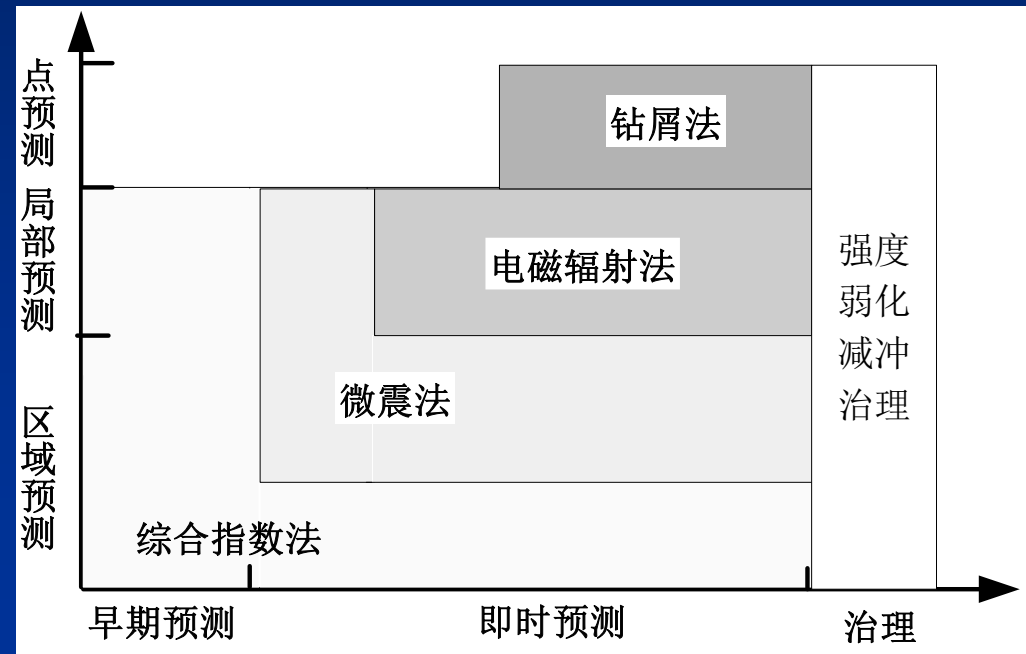 点预测
局部预测
区域预测
钻屑法
电磁辐射法
微震法
综合指数法
强度
弱化
减冲
治理
早期预测
即时预测
治理